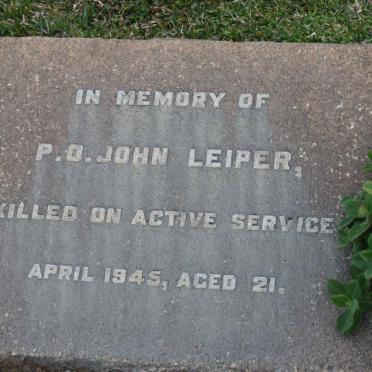 IN MEMORY OF
P.O. JOHN LEIPER,
KILLED ON ACTIVE SERVICE
APRIL 1945, AGED 21.